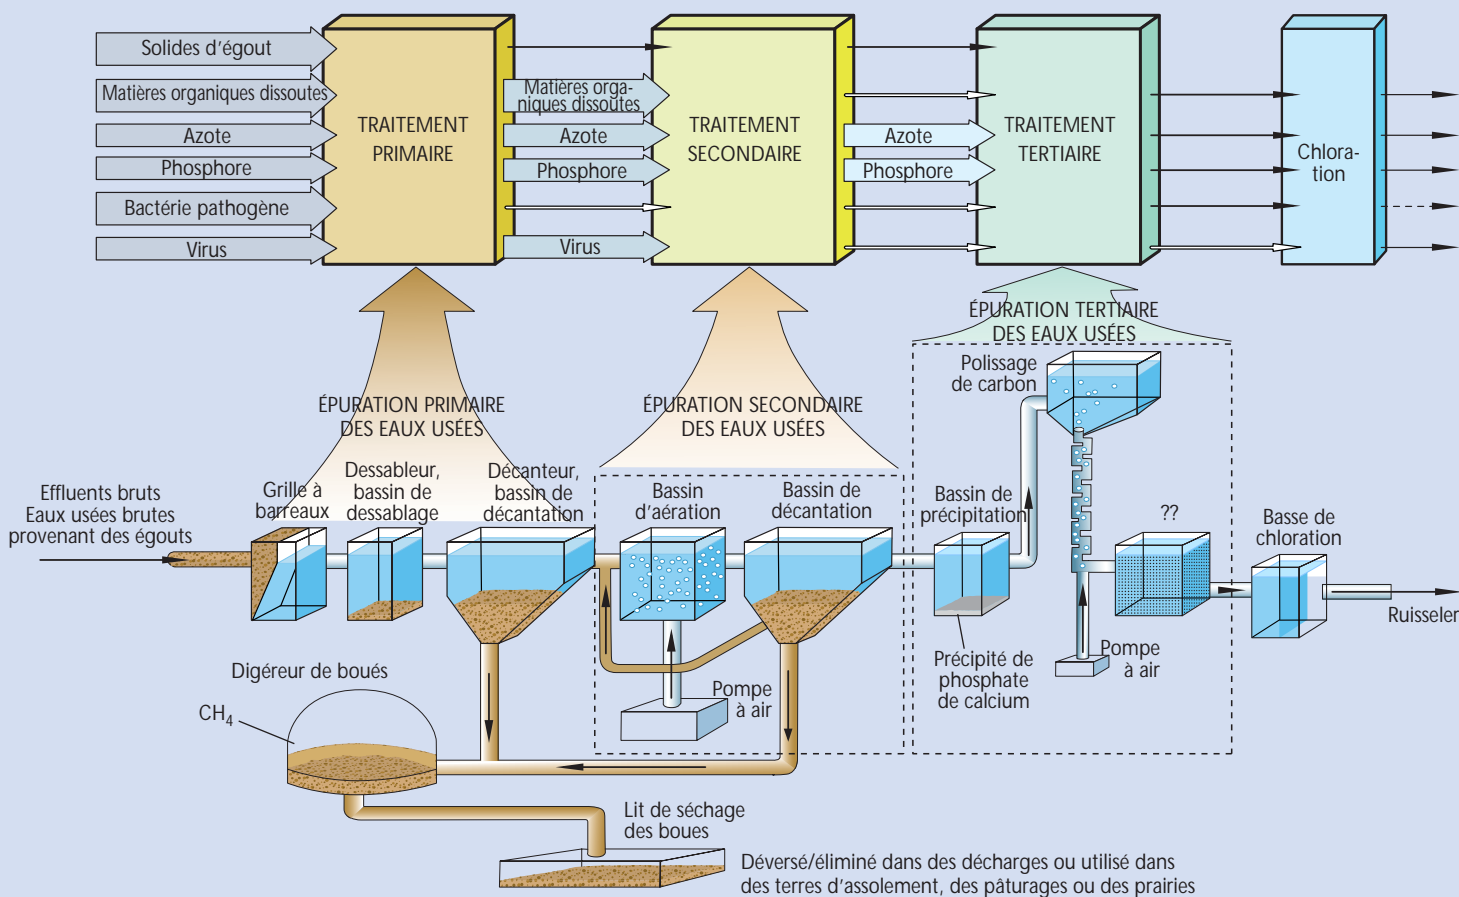 Solides d'égout
Matières organiques dissoutes
Azote
Phosphore
Bactérie pathogène
Virus
TRAITEMENT
PRIMAIRE
Matières orga-
niques dissoutes
Azote
Phosphore
Virus
TRAITEMENT
SECONDAIRE
Azote
Phosphore
TRAITEMENT
TERTIAIRE
Chlora-
tion
ÉPURATION PRIMAIRE
DES EAUX USÉES
ÉPURATION SECONDAIRE
DES EAUX USÉES
ÉPURATION TERTIAIRE
DES EAUX USÉES
Effluents bruts
Eaux usées brutes
provenant des égouts
Grille à
barreaux
Dessableur,
bassin de
dessablage
Décanteur,
bassin de
décantation
Bassin
d'aération
Bassin de
décantation
Pompe
à air
Bassin de
précipitation
Polissage
de carbon
Précipité de
phosphate
de calcium
Pompe
à air
??
Basse de
chloration
Ruisseler
Digéreur de boués
CH4
Lit de séchage
des boues
Déversé/éliminé dans des décharges ou utilisé dans
des terres d'assolement, des pâturages ou des prairies